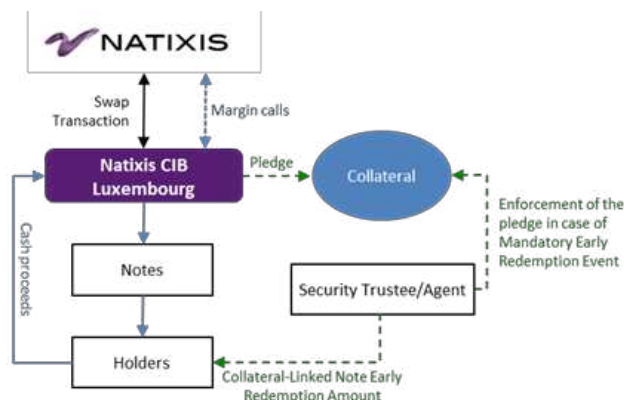 NATIXIS
Swap
Transaction
Margin calls
Natixis CIB
Luxembourg
Pledge
Collateral
Cash proceeds
Enforcement of the
pledge in case of
Mandatory Early
Redemption Event
Notes
Security Trustee/Agent
Holders
Collateral-Linked Note Early
Redemption Amount